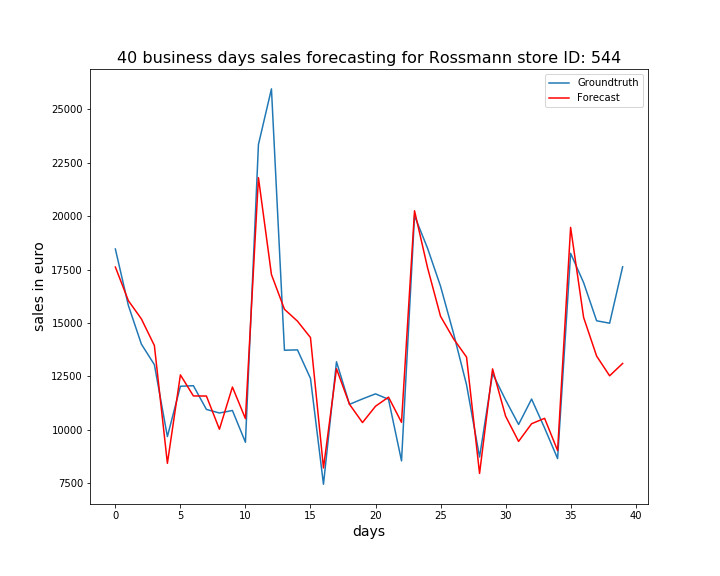 40 business days sales forecasting for Rossmann store ID: 544
Groundtruth
Forecast
25000
22500
20000
17500
15000
12500
10000
7500
sales in euro
0 5 10 15 20 25 30 35 40
days